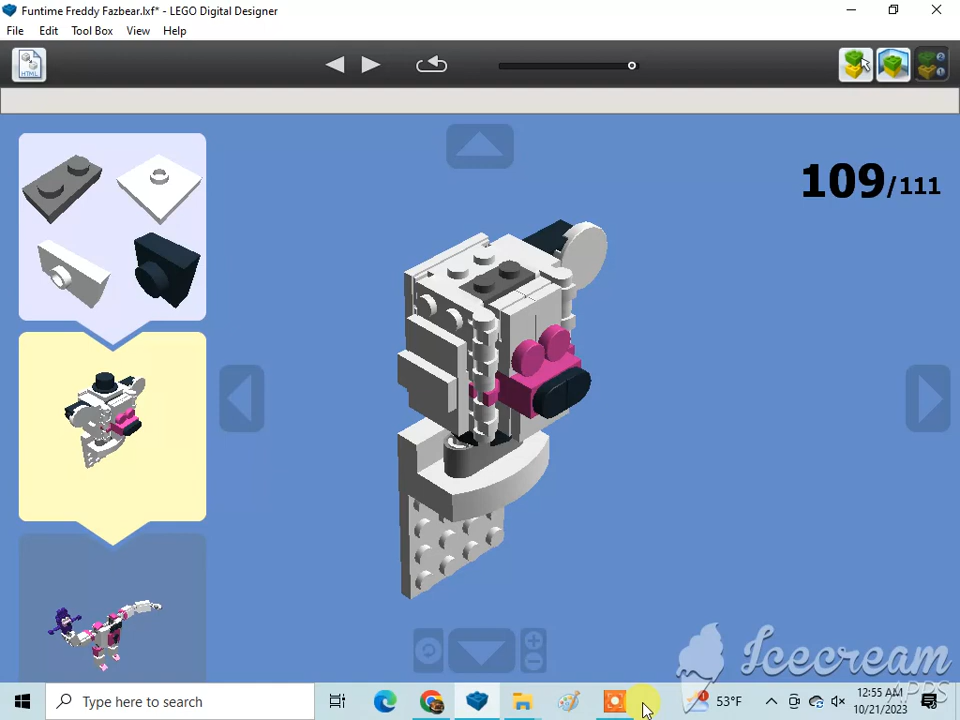 Funtime Freddy Fazbear.lxf* - LEGO Digital Designer
File Edit Tool Box View Help
HTML
109/111
Icecream
APPS
Type here to search
53°F
12:55 AM
10/21/2023